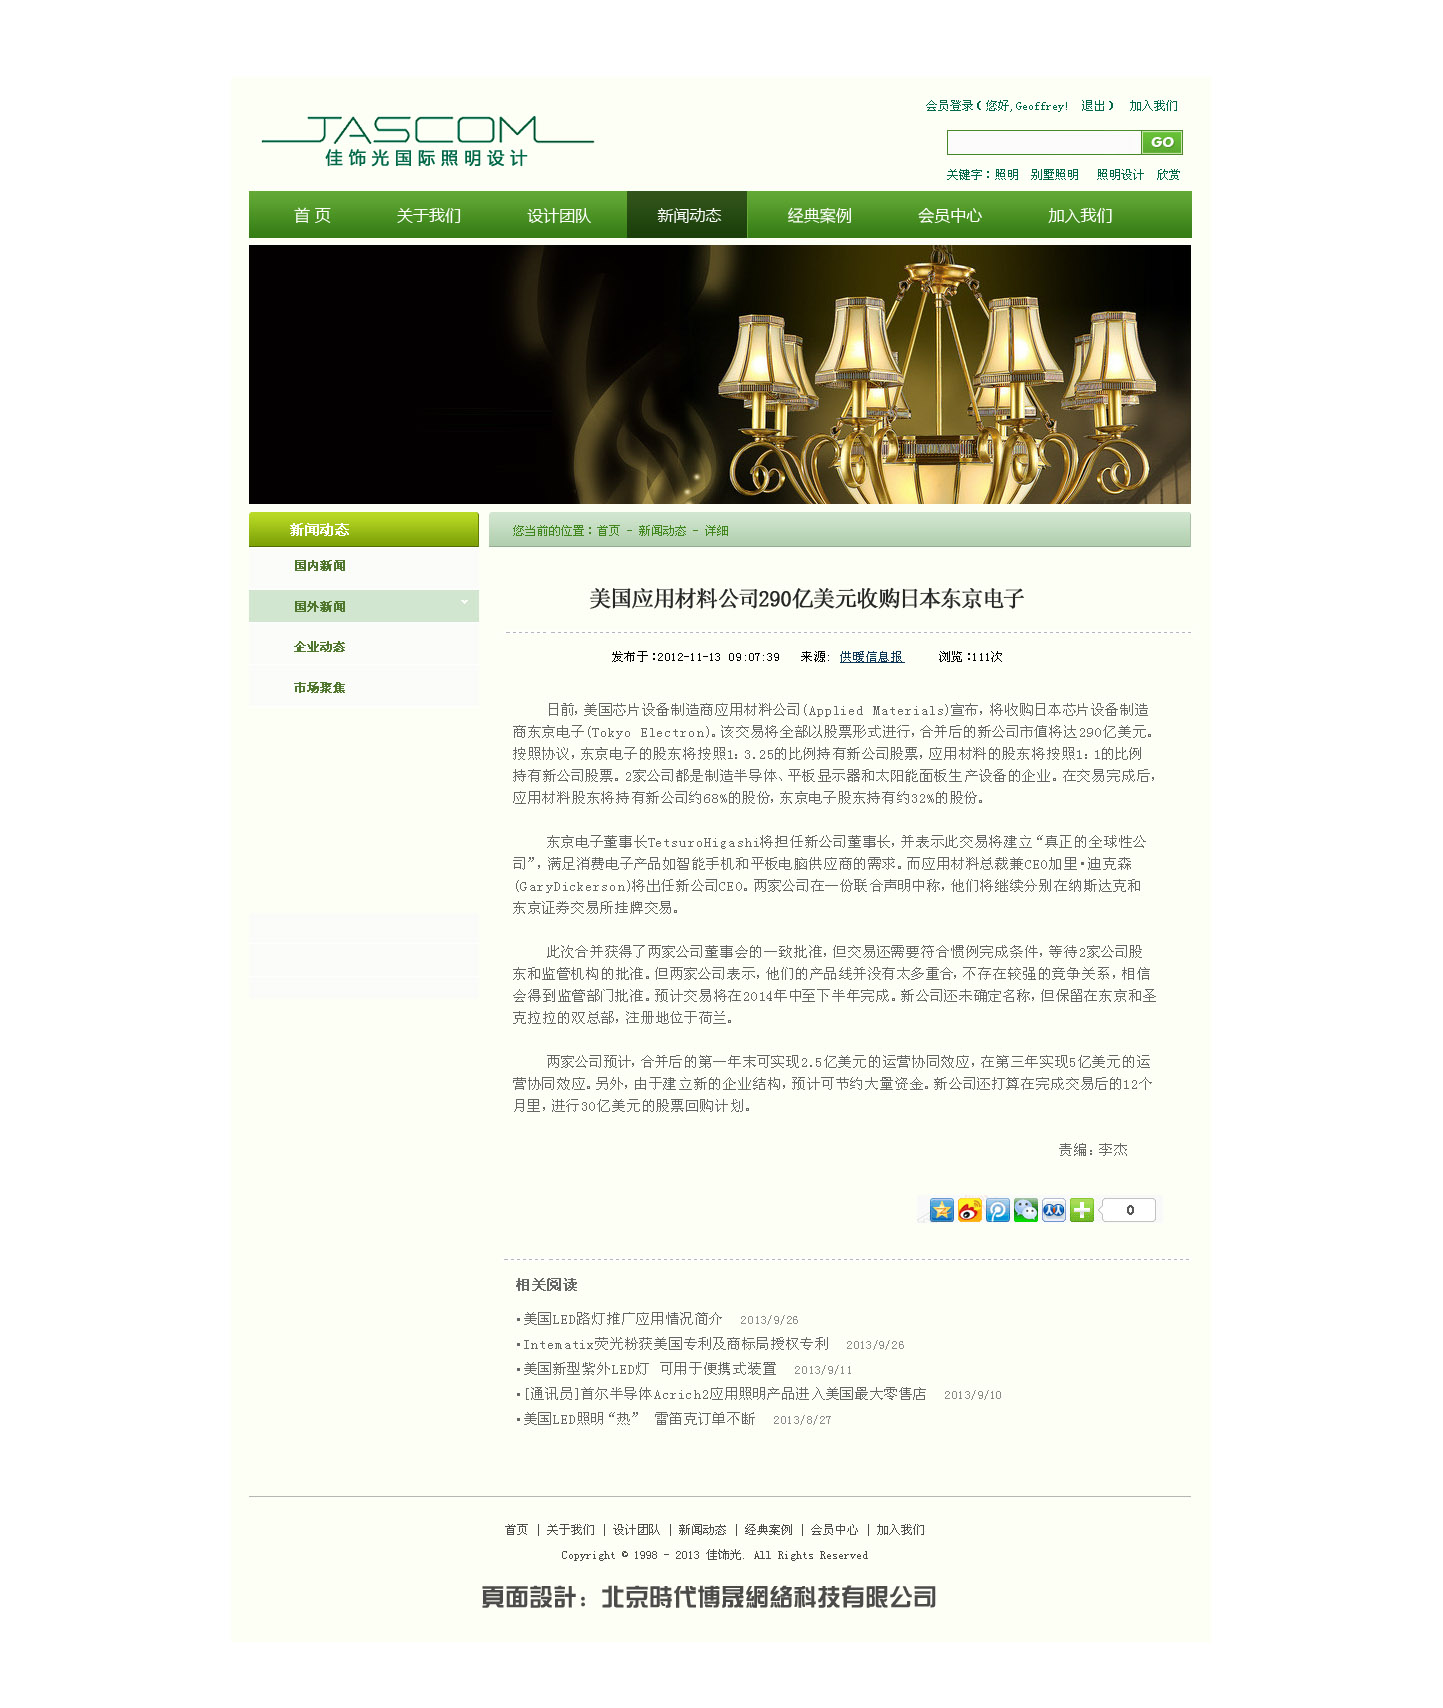 会员登录(您好,Geoffrey! 退出) 加入我们
JASCOM
佳饰光国际照明设计
GO
关键字:照明 别墅照明 照明设计 欣赏
首 页 关于我们 设计团队 新闻动态 经典案例 会员中心 加入我们
新闻动态
国内新闻
国外新闻
企业动态
市场聚焦
您当前的位置:首页 - 新闻动态 - 详细
美国应用材料公司290亿美元收购日本东京电子
发布于:2012-11-13 09:07:39 来源: 供暖信息报 浏览:111次
日前,美国芯片设备制造商应用材料公司(Applied Materials)宣布,将收购日本芯片设备制造
商东京电子(Tokyo Electron)。该交易将全部以股票形式进行,合并后的新公司市值将达290亿美元。
按照协议,东京电子的股东将按照1:3.25的比例持有新公司股票,应用材料的股东将按照1:1的比例
持有新公司股票。2家公司都是制造半导体、平板显示器和太阳能面板生产设备的企业。在交易完成后,
应用材料股东将持有新公司约68%的股份,东京电子股东持有约32%的股份。
东京电子董事长TetsuroHigashi将担任新公司董事长,并表示此交易将建立“真正的全球性公
司”,满足消费电子产品如智能手机和平板电脑供应商的需求。而应用材料总裁兼CEO加里·迪克森
(GaryDickerson)将出任新公司CEO。两家公司在一份联合声明中称,他们将继续分别在纳斯达克和
东京证券交易所挂牌交易。
此次合并获得了两家公司董事会的一致批准,但交易还需要符合惯例完成条件,等待2家公司股
东和监管机构的批准。但两家公司表示,他们的产品线并没有太多重合,不存在较强的竞争关系,相信
会得到监管部门批准。预计交易将在2014年中至下半年完成。新公司还未确定名称,但保留在东京和圣
克拉拉的双总部,注册地位于荷兰。
两家公司预计,合并后的第一年末可实现2.5亿美元的运营协同效应,在第三年实现5亿美元的运
营协同效应。另外,由于建立新的企业结构,预计可节约大量资金。新公司还打算在完成交易后的12个
月里,进行30亿美元的股票回购计划。
责编:李杰
0
相关阅读
·美国LED路灯推广应用情况简介 2013/9/26
·Intematix荧光粉获美国专利及商标局授权专利 2013/9/26
·美国新型紫外LED灯 可用于便携式装置 2013/9/11
·[通讯员]首尔半导体Acrich2应用照明产品进入美国最大零售店 2013/9/10
·美国LED照明“热” 雷笛克订单不断 2013/8/27
首页 | 关于我们 | 设计团队 | 新闻动态 | 经典案例 | 会员中心 | 加入我们
Copyright © 1998 - 2013 佳饰光. All Rights Reserved
頁面設計:北京時代博晟網絡科技有限公司